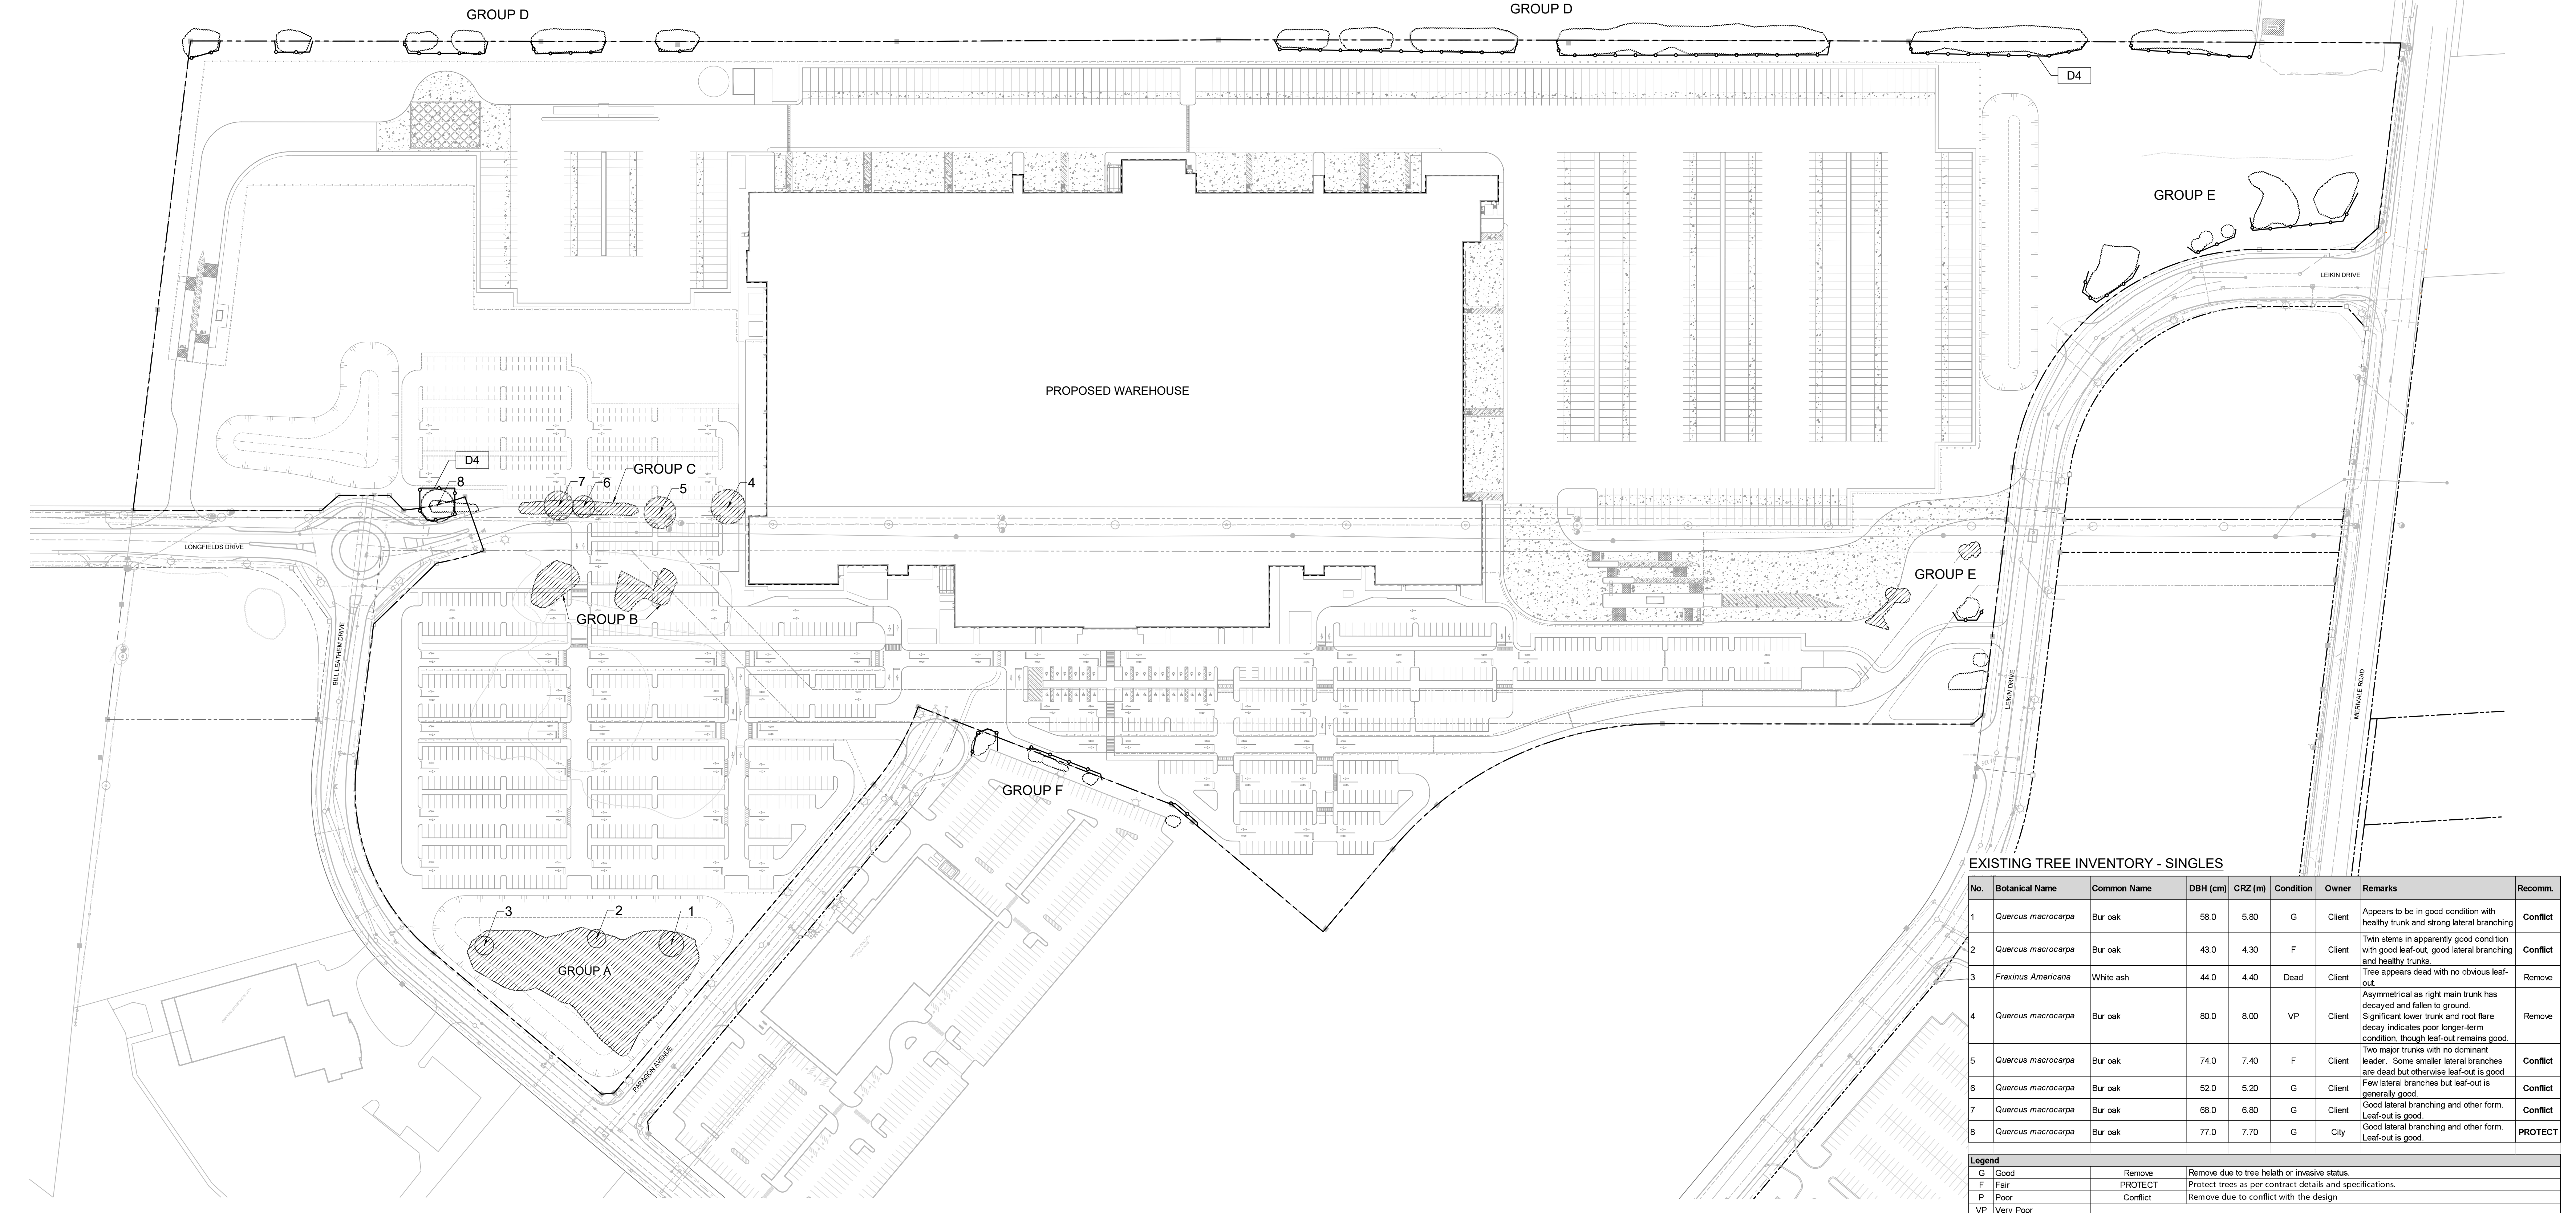 GROUP D
GROUP D
D4
GROUP E
LEIKIN DRIVE
PROPOSED WAREHOUSE
D4
GROUP C
8
7
6
5
4
LONGFIELDS DRIVE
GROUP E
GROUP B
BILL LEATHEM DRIVE
LEIKIN DRIVE
MERIVALE ROAD
GROUP F
3
2
1
GROUP A
PARAGON AVENUE
EXISTING TREE INVENTORY - SINGLES
No. Botanical Name Common Name DBH (cm) CRZ (m) Condition Owner Remarks Recomm.
1 Quercus macrocarpa Bur oak 58.0 5.80 G Client Appears to be in good condition with
healthy trunk and strong lateral branching Conflict
2 Quercus macrocarpa Bur oak 43.0 4.30 F Client Twin stems in apparently good condition
with good leaf-out, good lateral branching
and healthy trunks. Conflict
3 Fraxinus Americana White ash 44.0 4.40 Dead Client Tree appears dead with no obvious leaf-
out. Remove
4 Quercus macrocarpa Bur oak 80.0 8.00 VP Client Asymmetrical as right main trunk has
decayed and fallen to ground.
Significant lower trunk and root flare
decay indicates poor longer-term
condition, though leaf-out remains good. Remove
5 Quercus macrocarpa Bur oak 74.0 7.40 F Client Two major trunks with no dominant
leader. Some smaller lateral branches
are dead but otherwise leaf-out is good Conflict
6 Quercus macrocarpa Bur oak 52.0 5.20 G Client Few lateral branches but leaf-out is
generally good. Conflict
7 Quercus macrocarpa Bur oak 68.0 6.80 G Client Good lateral branching and other form.
Leaf-out is good. Conflict
8 Quercus macrocarpa Bur oak 77.0 7.70 G City Good lateral branching and other form.
Leaf-out is good. PROTECT
Legend
G Good Remove Remove due to tree helath or invasive status.
F Fair PROTECT Protect trees as per contract details and specifications.
P Poor Conflict Remove due to conflict with the design
VP Very Poor